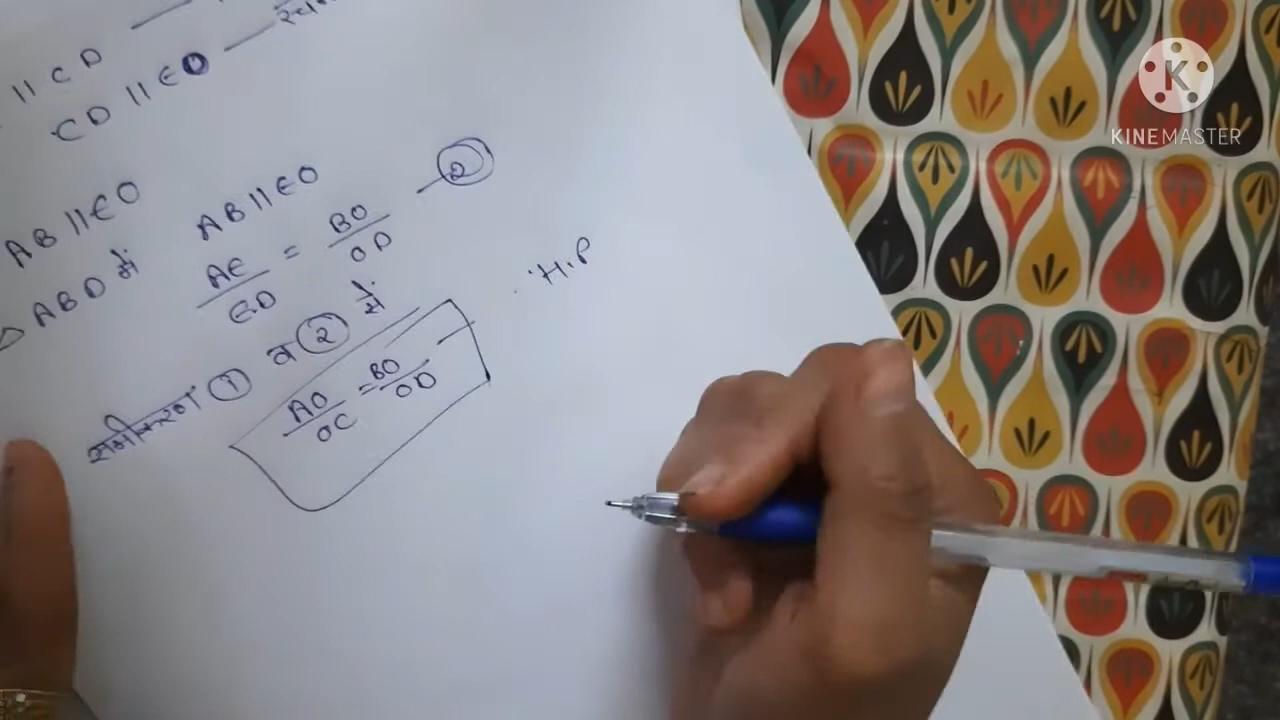 || CD
CD || EO
AB || EO
AB || EO
△ ABD में
AE/ED = BO/OD — ②
समीकरण ① व ② में
AO/OC = BO/OD
H.P
KINEMASTER